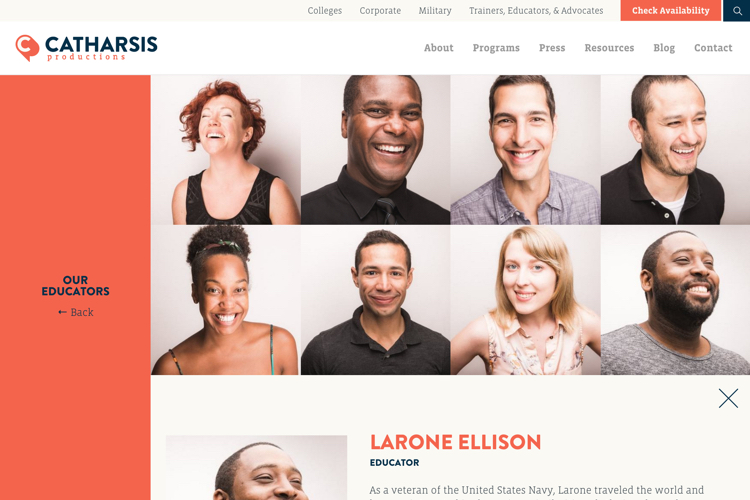 Colleges Corporate Military Trainers, Educators, & Advocates Check Availability
CATHARSIS
productions
About Programs Press Resources Blog Contact
OUR
EDUCATORS
← Back
LARONE ELLISON
EDUCATOR
As a veteran of the United States Navy, Larone traveled the world and